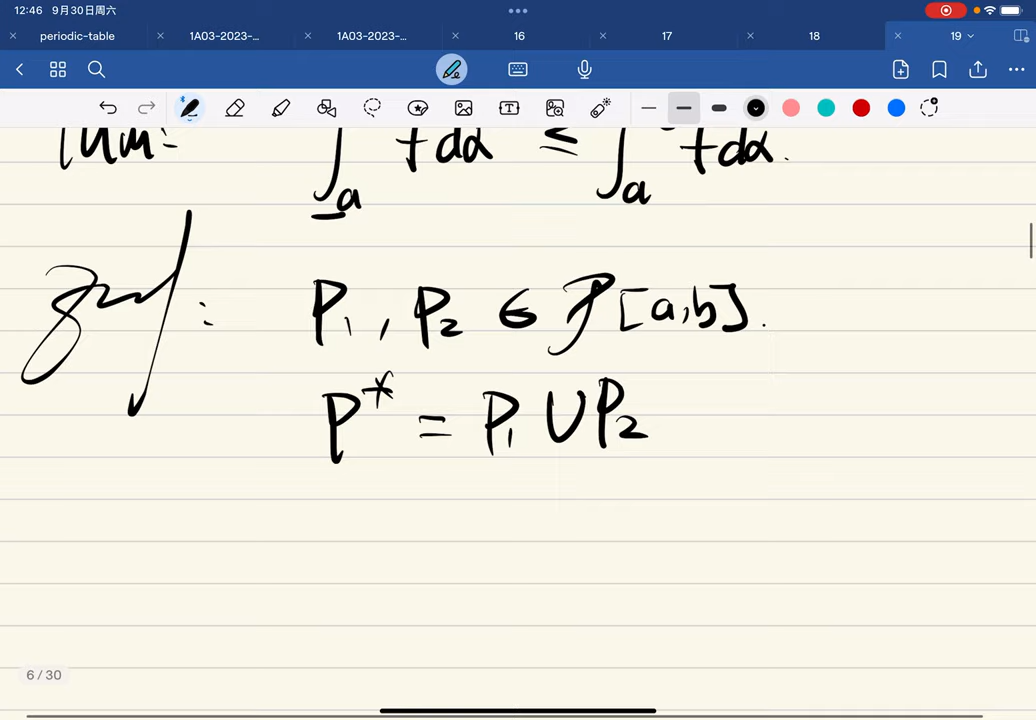 12:46 9月30日周六
periodic-table 1A03-2023-... 1A03-2023-... 16 17 18 19
Thm: ∫_a f dα ≤ ∫_a f dα.
: P₁, P₂ ∈ 𝒫[a,b].
P* = P₁ ∪ P₂
6 / 30